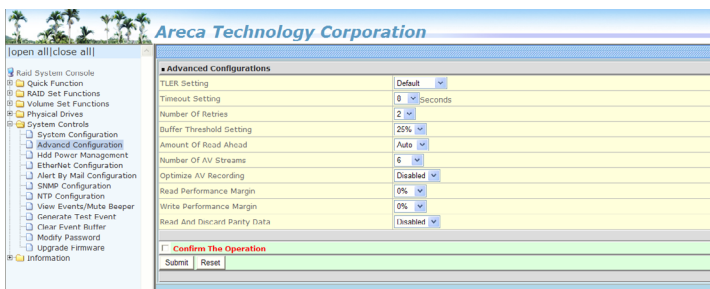 Areca Technology Corporation
|open all|close all|
Raid System Console
Quick Function
RAID Set Functions
Volume Set Functions
Physical Drives
System Controls
System Configuration
Advanced Configuration
Hdd Power Management
EtherNet Configuration
Alert By Mail Configuration
SNMP Configuration
NTP Configuration
View Events/Mute Beeper
Generate Test Event
Clear Event Buffer
Modify Password
Upgrade Firmware
Information
Advanced Configurations
TLER Setting Default
Timeout Setting 8 Seconds
Number Of Retries 2
Buffer Threshold Setting 25%
Amount Of Read Ahead Auto
Number Of AV Streams 6
Optimize AV Recording Disabled
Read Performance Margin 0%
Write Performance Margin 0%
Read And Discard Parity Data Disabled
Confirm The Operation
Submit Reset